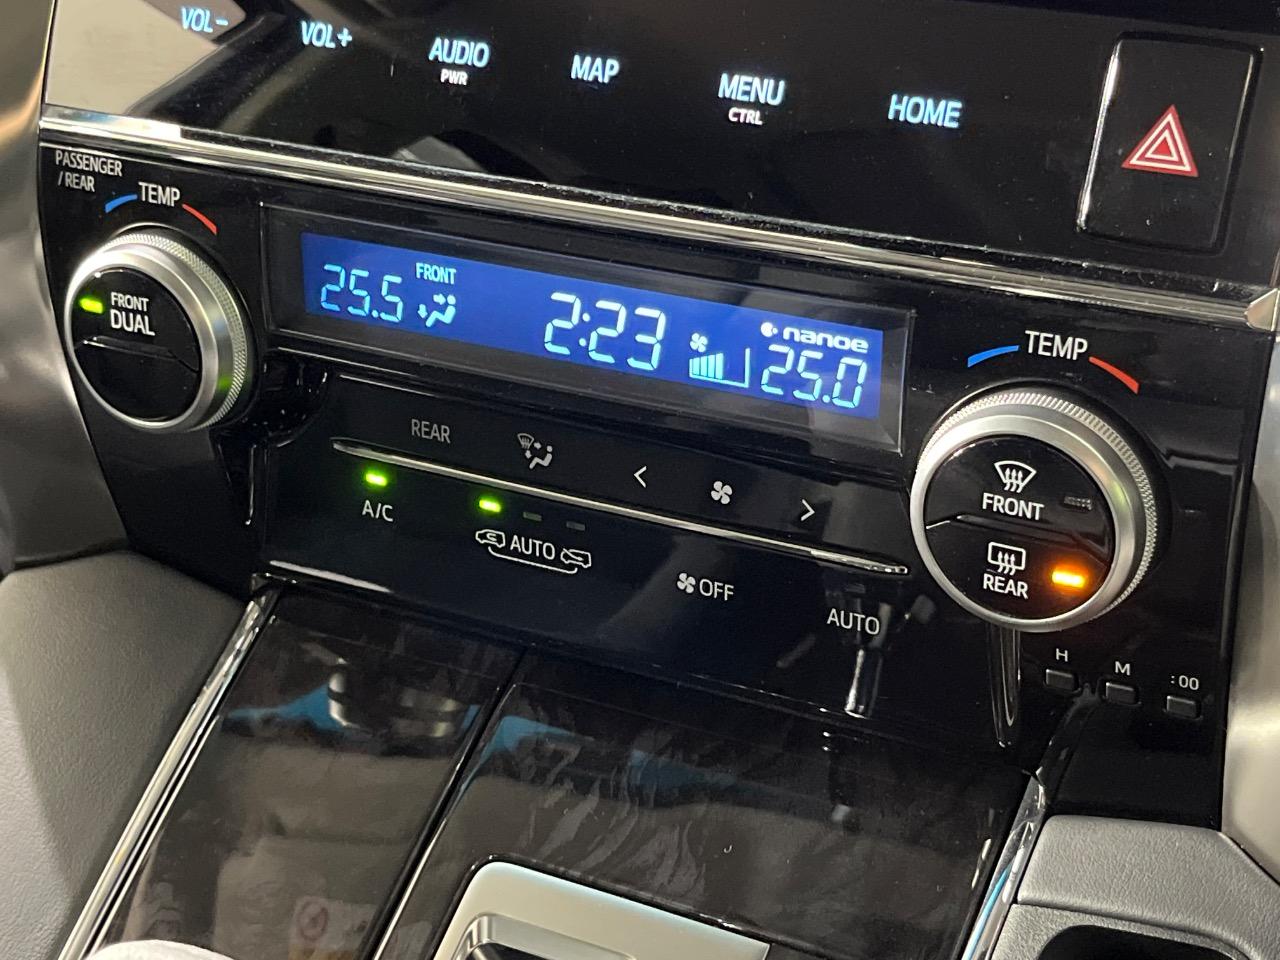 VOL-
VOL+
AUDIO
PWR
MAP
MENU
CTRL
HOME
PASSENGER
/REAR
TEMP
FRONT
DUAL
25.5
FRONT
2:23
nanoe
25.0
TEMP
FRONT
REAR
REAR
A/C
AUTO
OFF
AUTO
H
M
:00